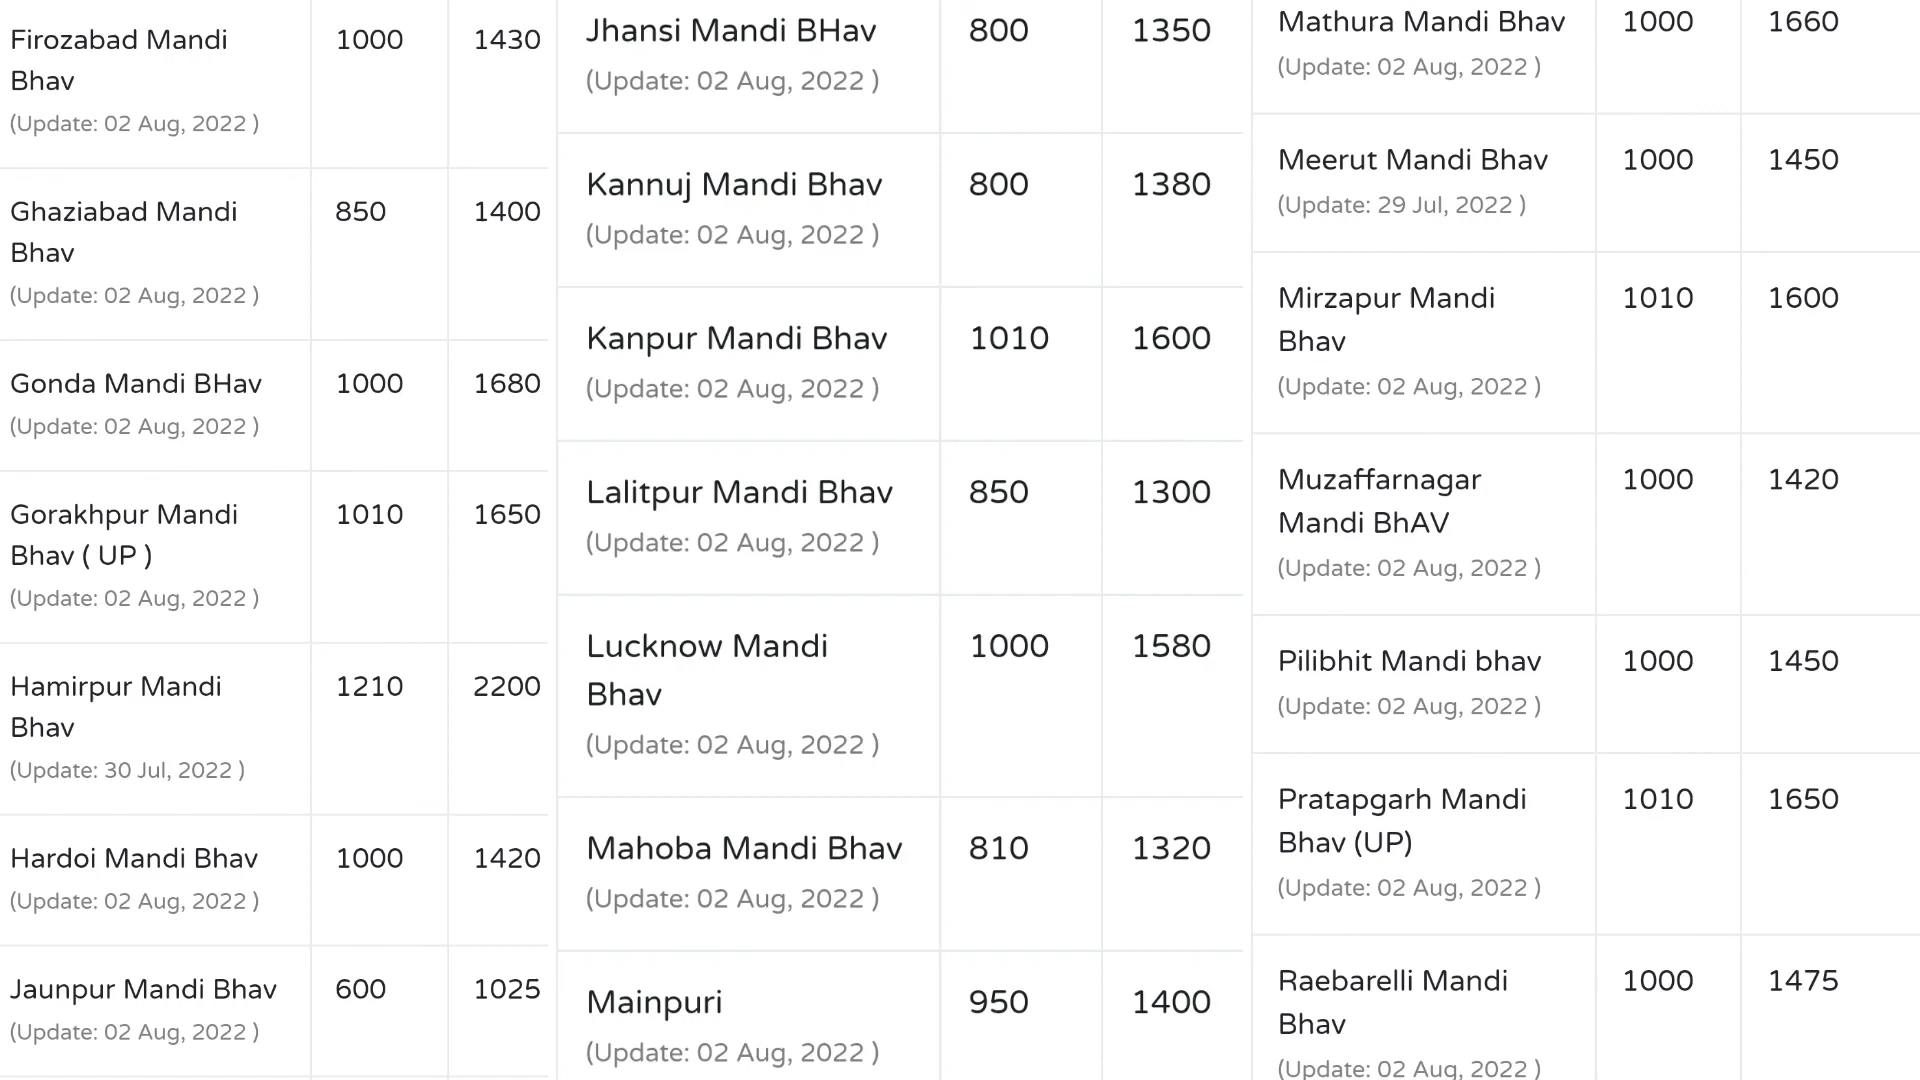 Firozabad Mandi 1000 1430
Bhav
(Update: 02 Aug, 2022 )
Ghaziabad Mandi 850 1400
Bhav
(Update: 02 Aug, 2022 )
Gonda Mandi BHav 1000 1680
(Update: 02 Aug, 2022 )
Gorakhpur Mandi 1010 1650
Bhav ( UP )
(Update: 02 Aug, 2022 )
Hamirpur Mandi 1210 2200
Bhav
(Update: 30 Jul, 2022 )
Hardoi Mandi Bhav 1000 1420
(Update: 02 Aug, 2022 )
Jaunpur Mandi Bhav 600 1025
(Update: 02 Aug, 2022 )
Jhansi Mandi BHav 800 1350
(Update: 02 Aug, 2022 )
Kannuj Mandi Bhav 800 1380
(Update: 02 Aug, 2022 )
Kanpur Mandi Bhav 1010 1600
(Update: 02 Aug, 2022 )
Lalitpur Mandi Bhav 850 1300
(Update: 02 Aug, 2022 )
Lucknow Mandi 1000 1580
Bhav
(Update: 02 Aug, 2022 )
Mahoba Mandi Bhav 810 1320
(Update: 02 Aug, 2022 )
Mainpuri 950 1400
(Update: 02 Aug, 2022 )
Mathura Mandi Bhav 1000 1660
(Update: 02 Aug, 2022 )
Meerut Mandi Bhav 1000 1450
(Update: 29 Jul, 2022 )
Mirzapur Mandi 1010 1600
Bhav
(Update: 02 Aug, 2022 )
Muzaffarnagar 1000 1420
Mandi BhAV
(Update: 02 Aug, 2022 )
Pilibhit Mandi bhav 1000 1450
(Update: 02 Aug, 2022 )
Pratapgarh Mandi 1010 1650
Bhav (UP)
(Update: 02 Aug, 2022 )
Raebarelli Mandi 1000 1475
Bhav
(Update: 02 Aug, 2022 )